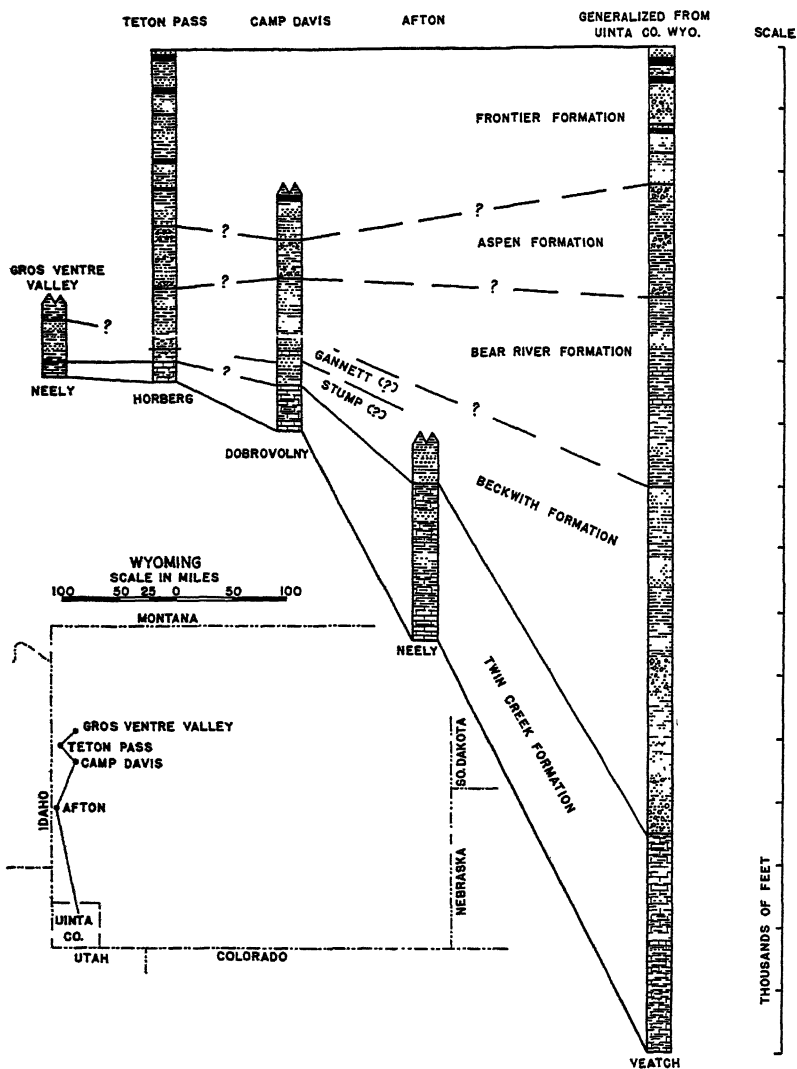 TETON PASS
CAMP DAVIS
AFTON
GENERALIZED FROM
UINTA CO. WYO.
SCALE
FRONTIER FORMATION
?
?
ASPEN FORMATION
GROS VENTRE
VALLEY
?
?
?
BEAR RIVER FORMATION
GANNETT (?)
STUMP (?)
?
NEELY
HORBERG
?
DOBROVOLNY
BECKWITH FORMATION
WYOMING
SCALE IN MILES
100 50 25 0 50 100
MONTANA
NEELY
TWIN CREEK FORMATION
GROS VENTRE VALLEY
TETON PASS
CAMP DAVIS
SO. DAKOTA
IDAHO
AFTON
NEBRASKA
UINTA
CO.
UTAH
COLORADO
THOUSANDS OF FEET
VEATCH